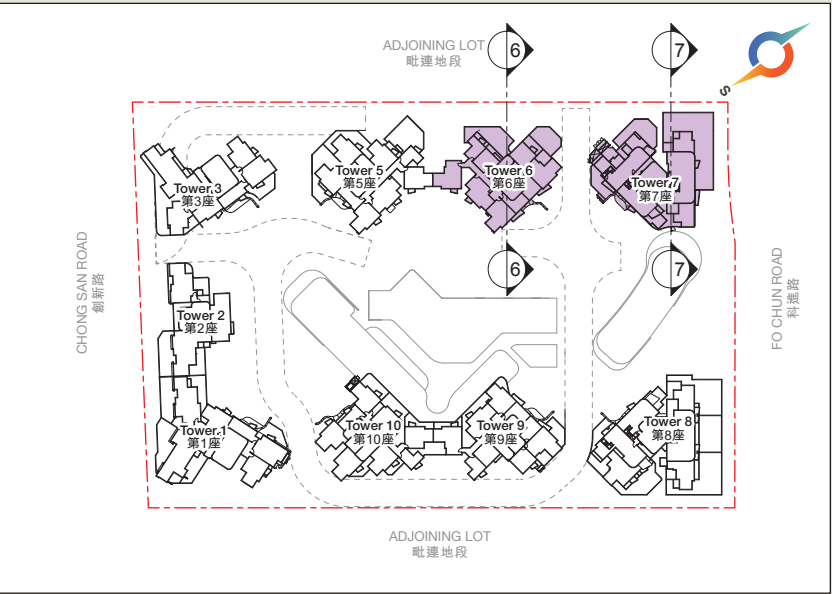 ADJOINING LOT
毗連地段
6
7
S
Tower 3
第3座
Tower 5
第5座
Tower 6
第6座
Tower 7
第7座
CHONG SAN ROAD
創新路
6
7
FO CHUN ROAD
科進路
Tower 2
第2座
Tower 1
第1座
Tower 10
第10座
Tower 9
第9座
Tower 8
第8座
ADJOINING LOT
毗連地段